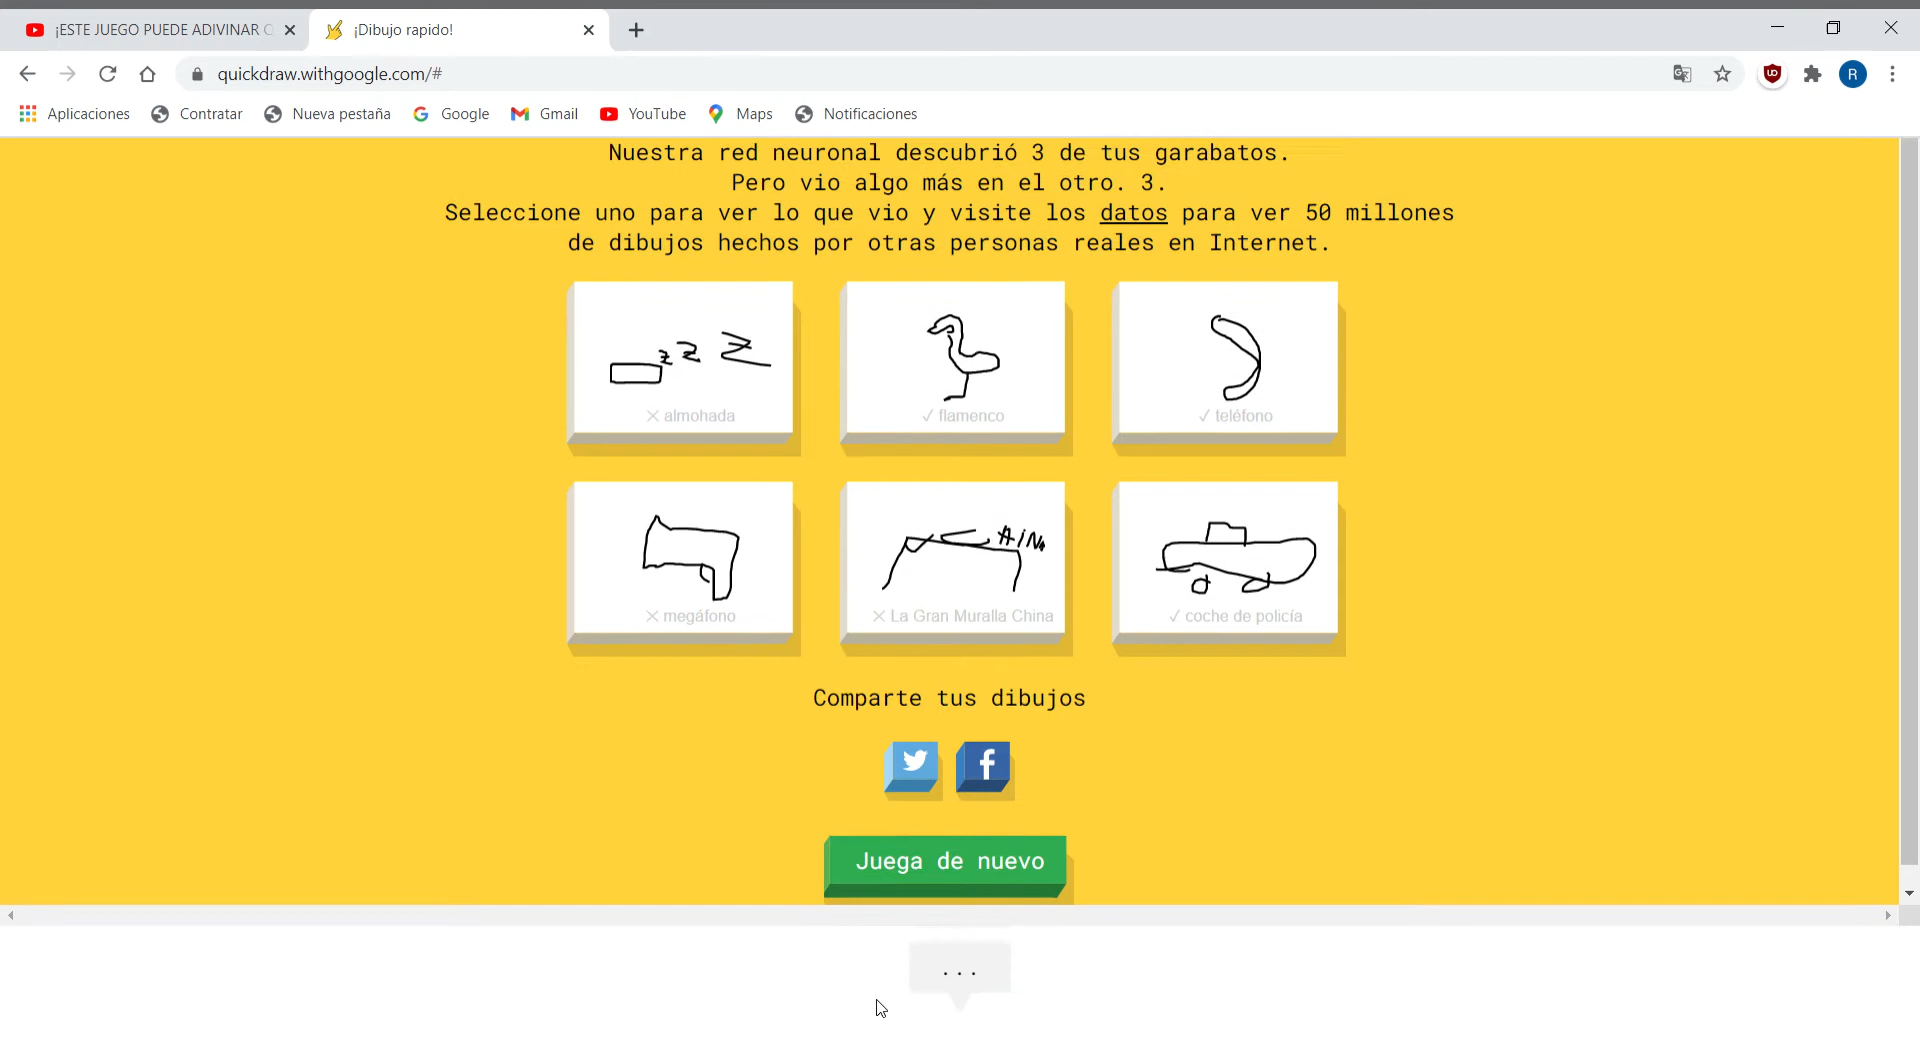 ¡ESTE JUEGO PUEDE ADIVINAR
¡Dibujo rapido!
quickdraw.withgoogle.com/#
R
Aplicaciones Contratar Nueva pestaña Google Gmail YouTube Maps Notificaciones
Nuestra red neuronal descubrió 3 de tus garabatos.
Pero vio algo más en el otro. 3.
Seleccione uno para ver lo que vio y visite los datos para ver 50 millones
de dibujos hechos por otras personas reales en Internet.
z z z
× almohada ✓ flamenco ✓ teléfono
× megáfono × La Gran Muralla China ✓ coche de policía
Comparte tus dibujos
Juega de nuevo
...